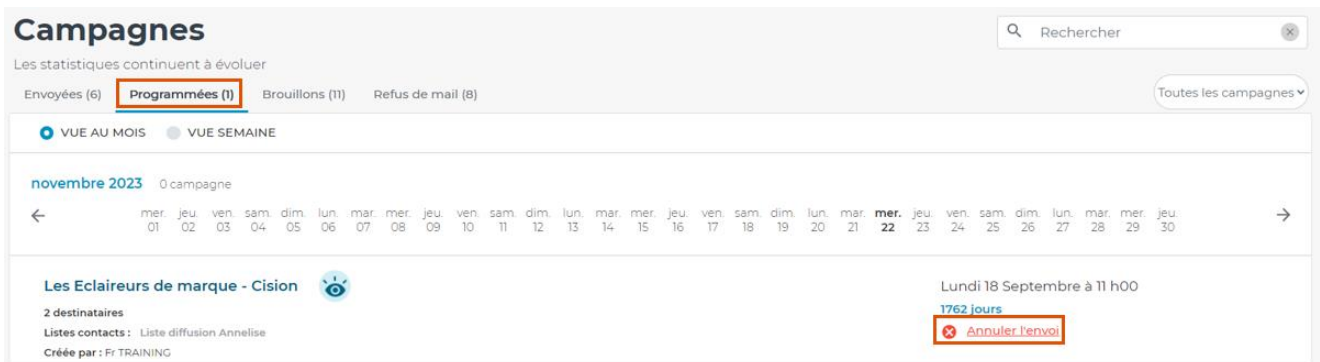 Campagnes
Rechercher
Les statistiques continuent à évoluer
Envoyées (6) Programmées (1) Brouillons (11) Refus de mail (8)
Toutes les campagnes
VUE AU MOIS VUE SEMAINE
novembre 2023 0 campagne
mer. jeu. ven. sam. dim. lun. mar. mer. jeu. ven. sam. dim. lun. mar. mer. jeu. ven. sam. dim. lun. mar. mer. jeu. ven. sam. dim. lun. mar. mer. jeu.
01 02 03 04 05 06 07 08 09 10 11 12 13 14 15 16 17 18 19 20 21 22 23 24 25 26 27 28 29 30
Les Eclaireurs de marque - Cision
Lundi 18 Septembre à 11 h00
2 destinataires
1762 jours
Listes contacts : Liste diffusion Annelise
Annuler l'envoi
Créée par : Fr TRAINING